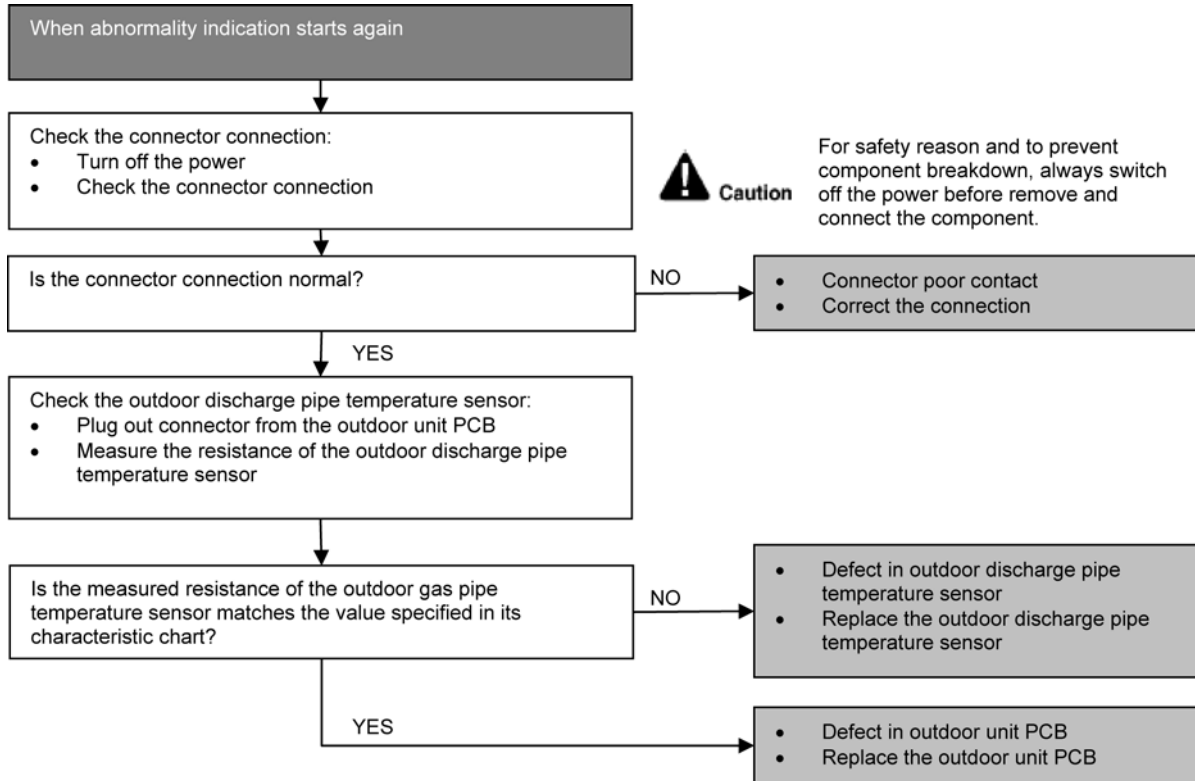 When abnormality indication starts again
Check the connector connection:
• Turn off the power
• Check the connector connection
Caution
For safety reason and to prevent
component breakdown, always switch
off the power before remove and
connect the component.
Is the connector connection normal?
NO
• Connector poor contact
• Correct the connection
YES
Check the outdoor discharge pipe temperature sensor:
• Plug out connector from the outdoor unit PCB
• Measure the resistance of the outdoor discharge pipe
temperature sensor
Is the measured resistance of the outdoor gas pipe
temperature sensor matches the value specified in its
characteristic chart?
NO
• Defect in outdoor discharge pipe
temperature sensor
• Replace the outdoor discharge pipe
temperature sensor
YES
• Defect in outdoor unit PCB
• Replace the outdoor unit PCB